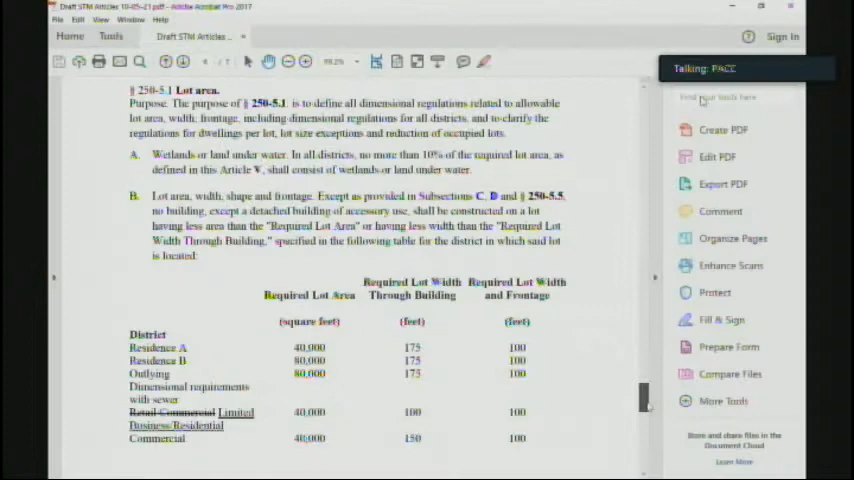 Draft STM Articles 10-05-21.pdf - Adobe Acrobat Pro 2017
File Edit View Window Help
Home Tools Draft STM Articles ... × Sign In
99.2%
Talking: PACC
§ 250-5.1 Lot area.
Purpose. The purpose of § 250-5.1. is to define all dimensional regulations related to allowable
lot area, width; frontage, including dimensional regulations for all districts, and to clarify the
regulations for dwellings per lot, lot size exceptions and reduction of occupied lots.
A. Wetlands or land under water. In all districts, no more than 10% of the required lot area, as
defined in this Article V, shall consist of wetlands or land under water.
B. Lot area, width, shape and frontage. Except as provided in Subsections C, D and § 250-5.5,
no building, except a detached building of accessory use, shall be constructed on a lot
having less area than the "Required Lot Area" or having less width than the "Required Lot
Width Through Building," specified in the following table for the district in which said lot
is located:
Required Lot Area Required Lot Width Through Building Required Lot Width and Frontage
(square feet) (feet) (feet)
District
Residence A 40,000 175 100
Residence B 80,000 175 100
Outlying 80,000 175 100
Dimensional requirements
with sewer
Retail Commercial Limited 40,000 100 100
Business/Residential
Commercial 40,000 150 100
Create PDF
Edit PDF
Export PDF
Comment
Organize Pages
Enhance Scans
Protect
Fill & Sign
Prepare Form
Compare Files
More Tools
Store and share files in the
Document Cloud
Learn More